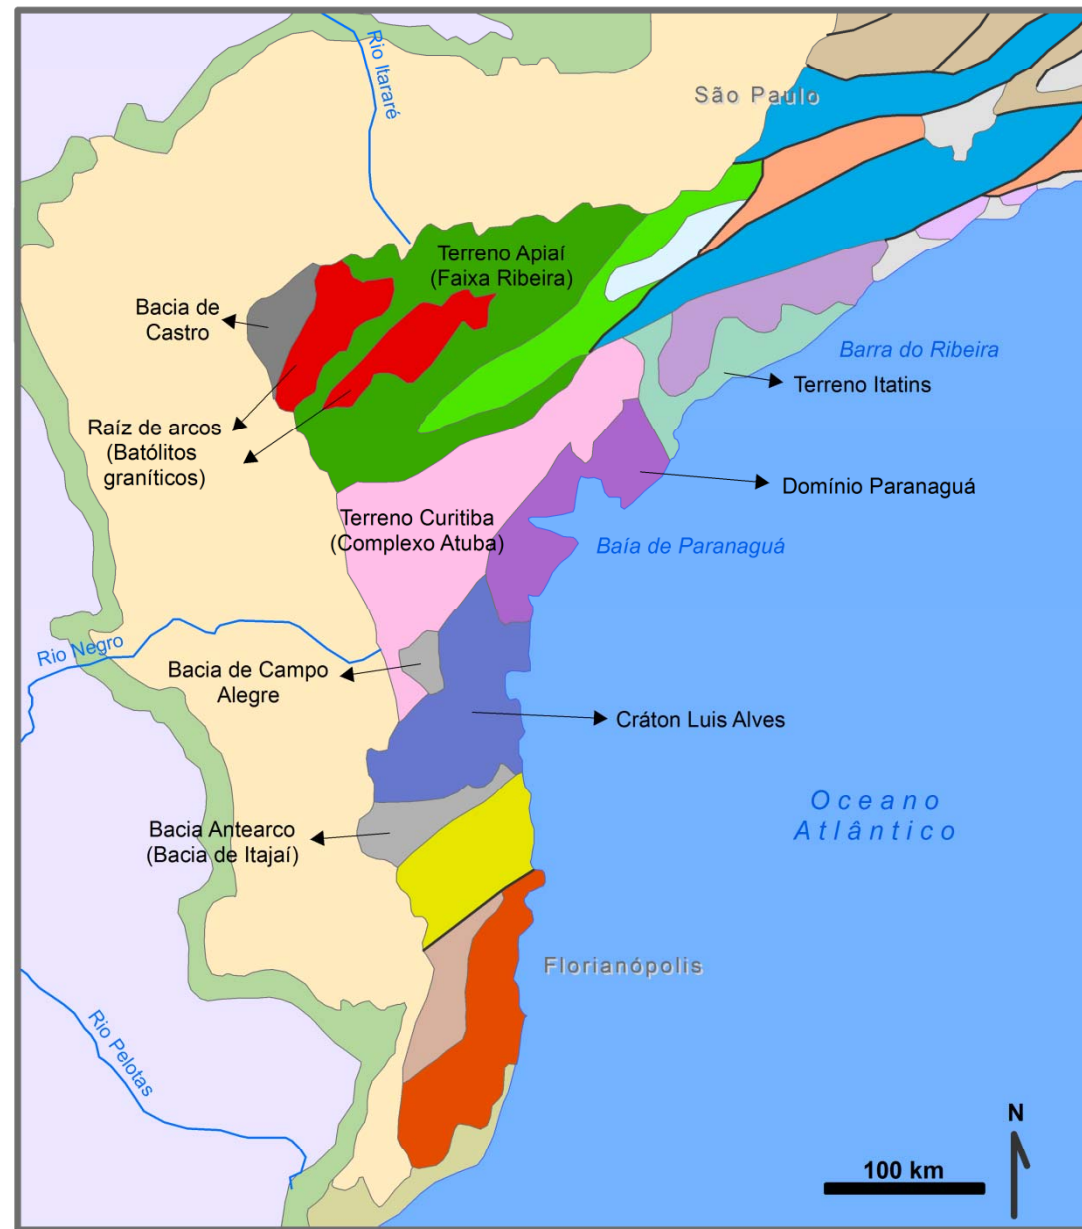 Rio Itararé
São Paulo
Terreno Apiaí
(Faixa Ribeira)
Bacia de
Castro
Barra do Ribeira
Terreno Itatins
Raíz de arcos
(Batólitos
graníticos)
Domínio Paranaguá
Terreno Curitiba
(Complexo Atuba)
Baía de Paranaguá
Rio Negro
Bacia de Campo
Alegre
Cráton Luis Alves
Oceano
Atlântico
Bacia Antearco
(Bacia de Itajaí)
Florianópolis
Rio Pelotas
N
100 km